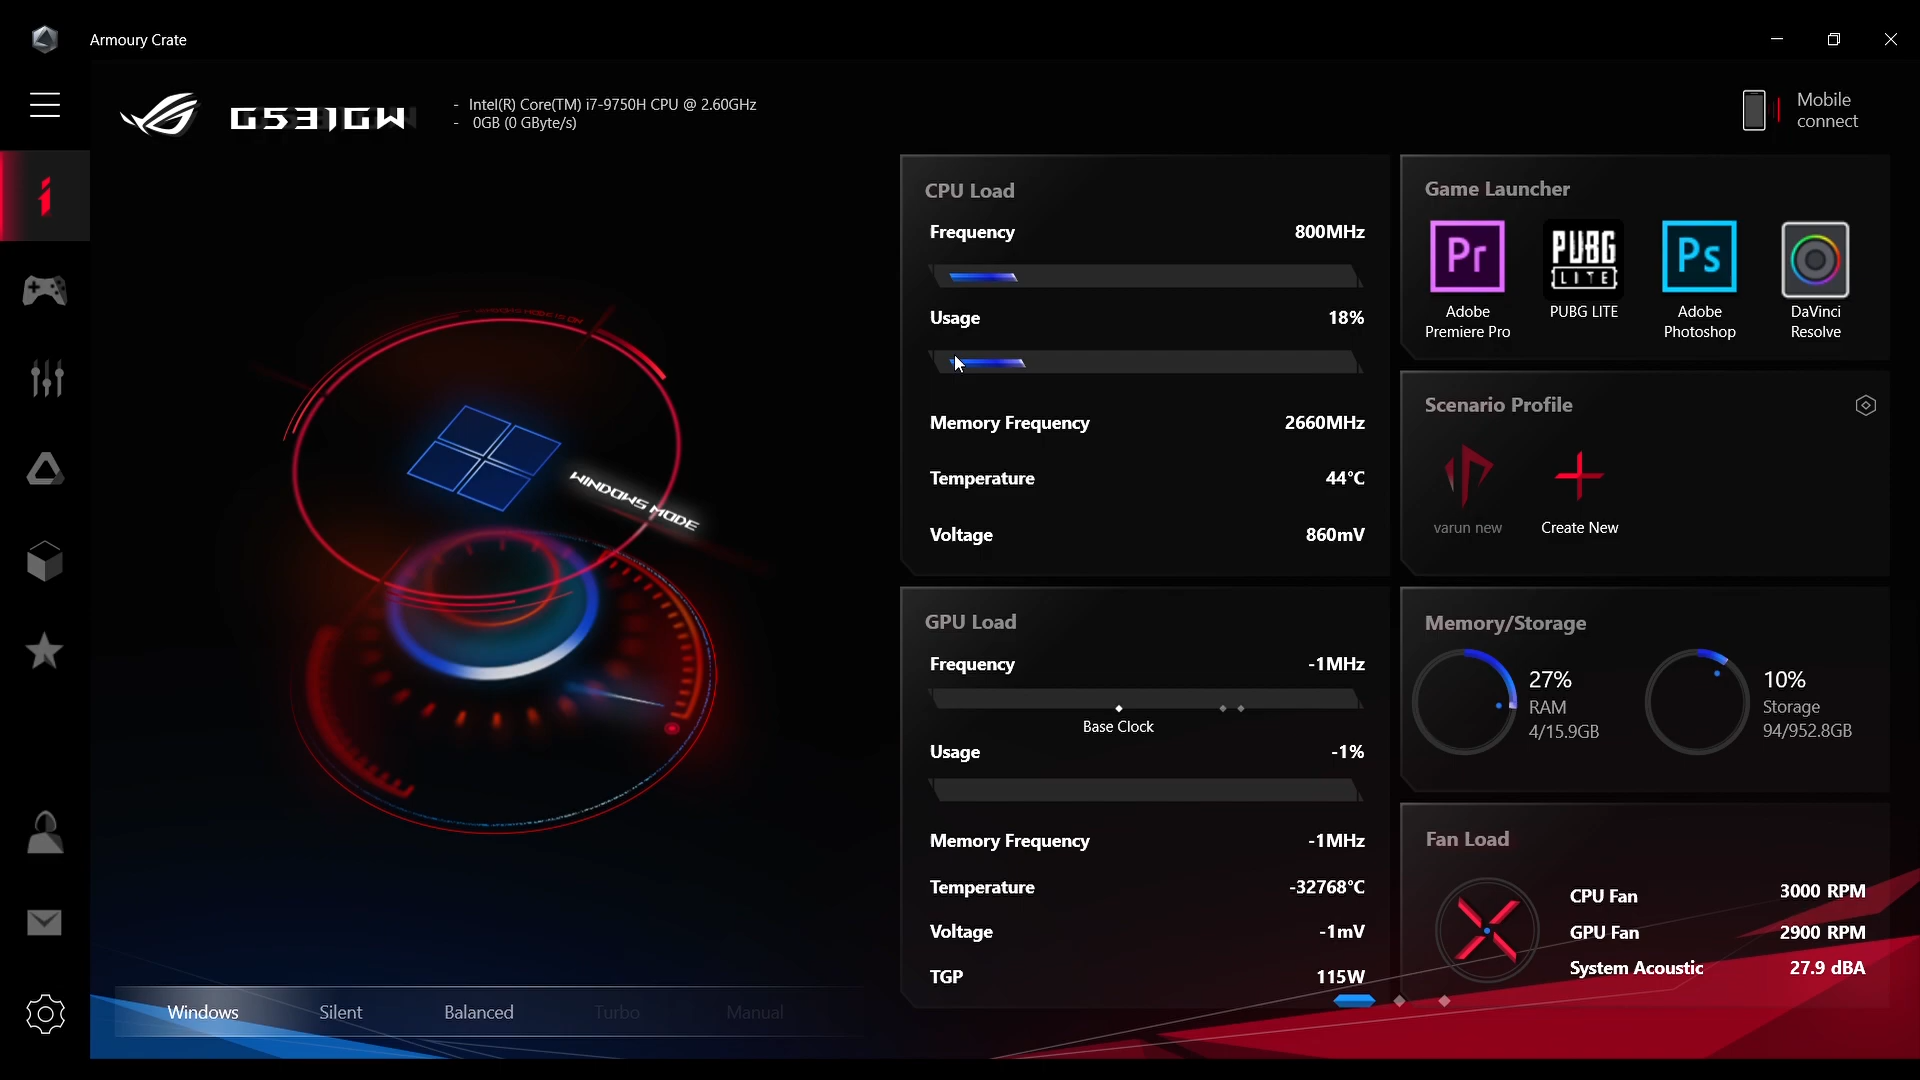 Armoury Crate
G531GW
- Intel(R) Core(TM) i7-9750H CPU @ 2.60GHz
- 0GB (0 GByte/s)
Mobile
connect
CPU Load
Frequency 800MHz
Usage 18%
Memory Frequency 2660MHz
Temperature 44°C
Voltage 860mV
Game Launcher
Pr
PUBG
LITE
Ps
Adobe
Premiere Pro
PUBG LITE
Adobe
Photoshop
DaVinci
Resolve
Scenario Profile
varun new
Create New
WINDOWS MODE
GPU Load
Frequency -1MHz
Base Clock
Usage -1%
Memory Frequency -1MHz
Temperature -32768°C
Voltage -1mV
TGP 115W
Memory/Storage
27%
RAM
4/15.9GB
10%
Storage
94/952.8GB
Fan Load
CPU Fan 3000 RPM
GPU Fan 2900 RPM
System Acoustic 27.9 dBA
Windows
Silent
Balanced
Turbo
Manual